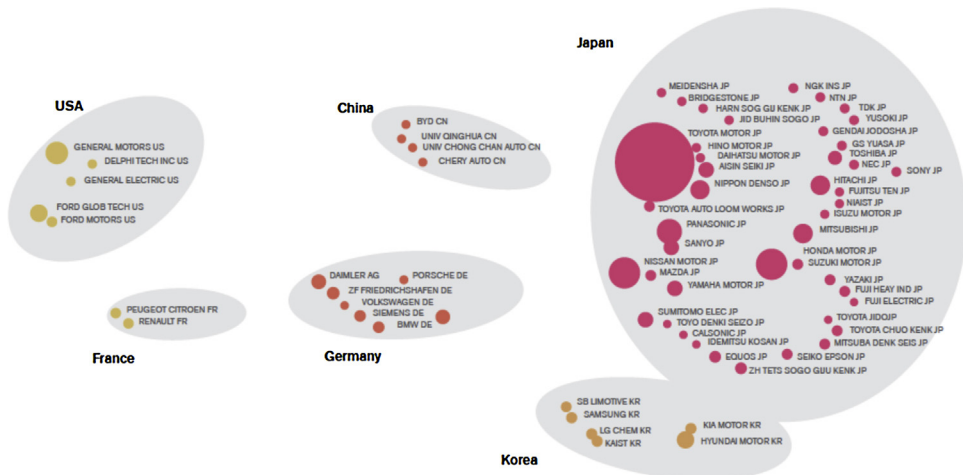 Japan
USA
GENERAL MOTORS US
DELPHI TECH INC US
GENERAL ELECTRIC US
FORD GLOB TECH US
FORD MOTORS US
China
BYD CN
UNIV QINGHUA CN
UNIV CHONG CHAN AUTO CN
CHERY AUTO CN
MEIDENSHA JP
BRIDGESTONE JP
HARN SOG GIJ KENK JP
JID BUHIN SOGO JP
TOYOTA MOTOR JP
HINO MOTOR JP
DAIHATSU MOTOR JP
AISIN SEIKI JP
NIPPON DENSO JP
TOYOTA AUTO LOOM WORKS JP
PANASONIC JP
SANYO JP
NISSAN MOTOR JP
MAZDA JP
YAMAHA MOTOR JP
SUMITOMO ELEC JP
TOYO DENKI SEIZO JP
CALSONIC JP
IDEMITSU KOSAN JP
EQUOS JP
ZH TETS SOGO GIJU KENK JP
NGK INS JP
NTN JP
TDK JP
YUSOKI JP
GENDAI JODOSHA JP
GS YUASA JP
TOSHIBA JP
NEC JP
SONY JP
HITACHI JP
FUJITSU TEN JP
NIAIST JP
ISUZU MOTOR JP
MITSUBISHI JP
HONDA MOTOR JP
SUZUKI MOTOR JP
YAZAKI JP
FUJI HEAY IND JP
FUJI ELECTRIC JP
TOYOTA JIDOJP
TOYOTA CHUO KENK JP
MITSUBA DENK SEIS JP
SEIKO EPSON JP
DAIMLER AG
PORSCHE DE
ZF FRIEDRICHSHAFEN DE
VOLKSWAGEN DE
SIEMENS DE
BMW DE
Germany
PEUGEOT CITROEN FR
RENAULT FR
France
SB LIMOTIVE KR
SAMSUNG KR
LG CHEM KR
KAIST KR
KIA MOTOR KR
HYUNDAI MOTOR KR
Korea